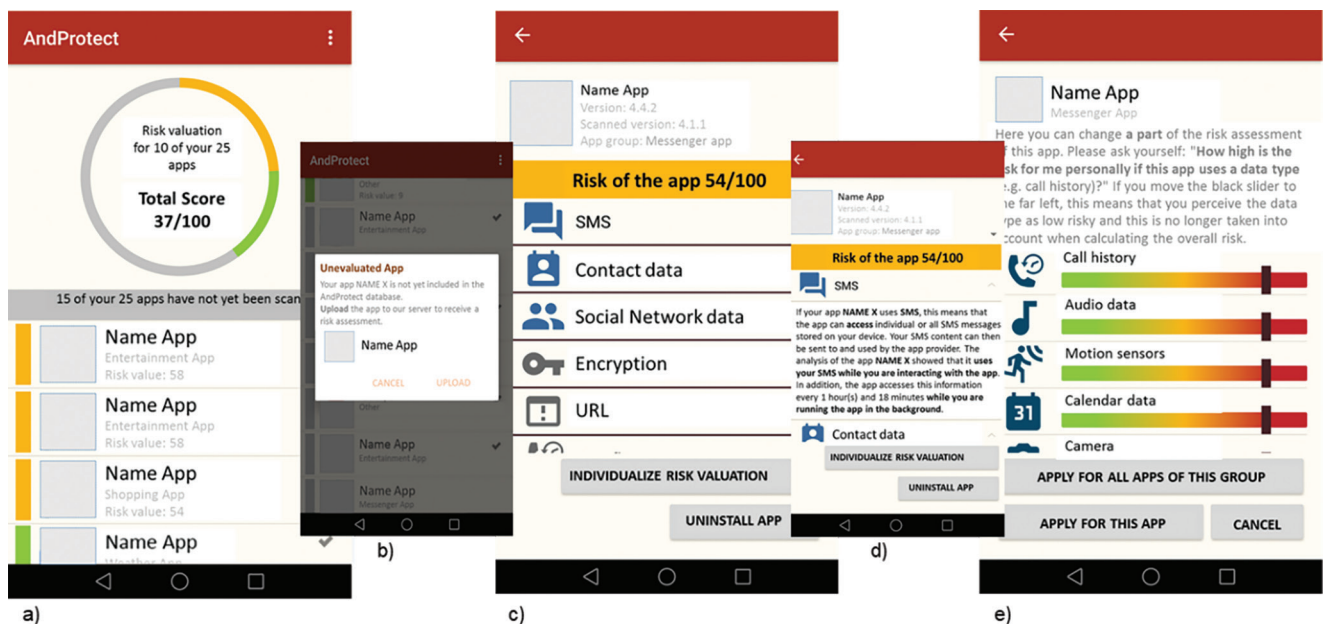 AndProtect
Risk valuation
for 10 of your 25
apps
Total Score
37/100
15 of your 25 apps have not yet been scan
Name App
Entertainment App
Risk value: 58
Name App
Entertainment App
Risk value: 58
Name App
Shopping App
Risk value: 54
Name App
Weather App
a)
AndProtect
Other
Risk value: 9
Name App
Entertainment App
Unevaluated App
Your app NAME X is not yet included in the
AndProtect database.
Upload the app to our server to receive a
risk assessment.
Name App
CANCEL
UPLOAD
Other
Name App
Entertainment App
Name App
Messenger App
b)
Name App
Version: 4.4.2
Scanned version: 4.1.1
App group: Messenger app
Risk of the app 54/100
SMS
Contact data
Social Network data
Encryption
URL
INDIVIDUALIZE RISK VALUATION
UNINSTALL APP
c)
Name App
Version: 4.4.2
Scanned version: 4.1.1
App group: Messenger app
Risk of the app 54/100
SMS
If your app NAME X uses SMS, this means that
the app can access individual or all SMS messages
stored on your device. Your SMS content can then
be sent to and used by the app provider. The
analysis of the app NAME X showed that it uses
your SMS while you are interacting with the app.
In addition, the app accesses this information
every 1 hour(s) and 18 minutes while you are
running the app in the background.
Contact data
INDIVIDUALIZE RISK VALUATION
UNINSTALL APP
d)
Name App
Messenger App
Here you can change a part of the risk assessment
f this app. Please ask yourself: "How high is the
sk for me personally if this app uses a data type
e.g. call history)?" If you move the black slider to
he far left, this means that you perceive the data
ype as low risky and this is no longer taken into
ccount when calculating the overall risk.
Call history
Audio data
Motion sensors
Calendar data
31
Camera
APPLY FOR ALL APPS OF THIS GROUP
APPLY FOR THIS APP
CANCEL
e)